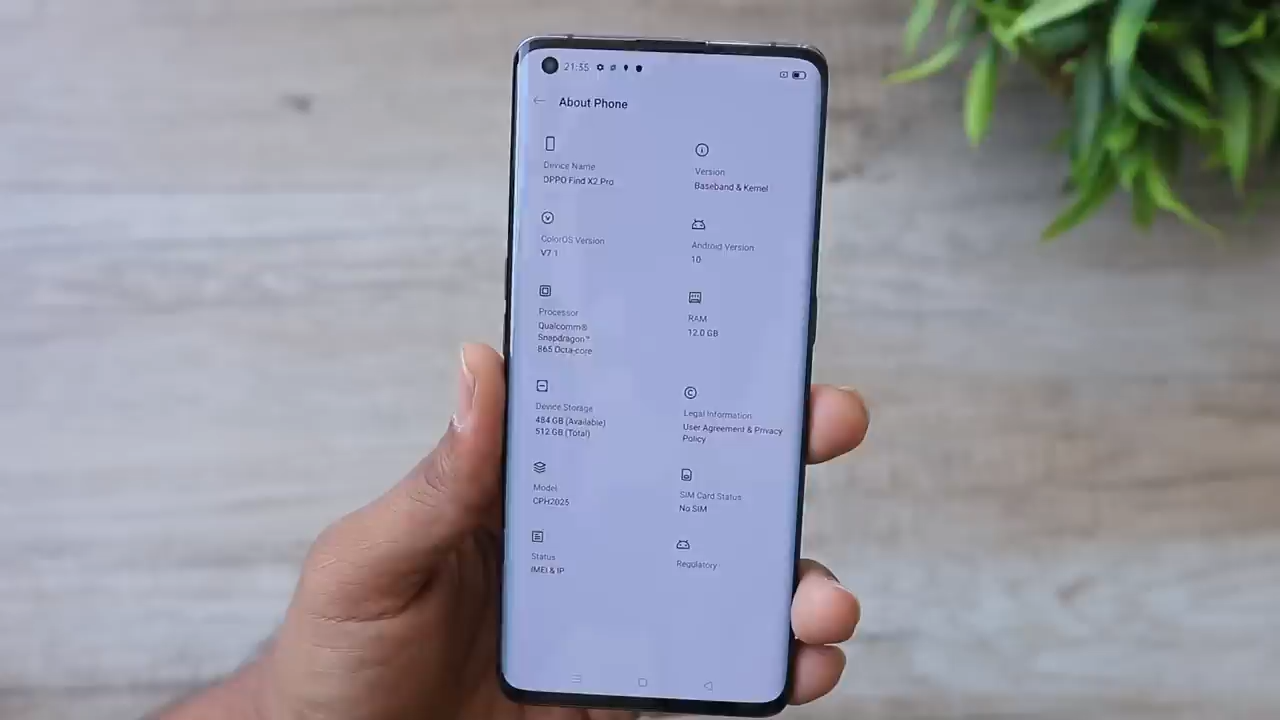 21:35
About Phone
Device Name
OPPO Find X2 Pro
Version
Baseband & Kernel
ColorOS Version
V7.1
Android Version
10
Processor
Qualcomm®
Snapdragon™
865 Octa-core
RAM
12.0 GB
Device Storage
484 GB (Available)
512 GB (Total)
Legal Information
User Agreement & Privacy
Policy
Model
CPH2025
SIM Card Status
No SIM
Status
IMEI & IP
Regulatory